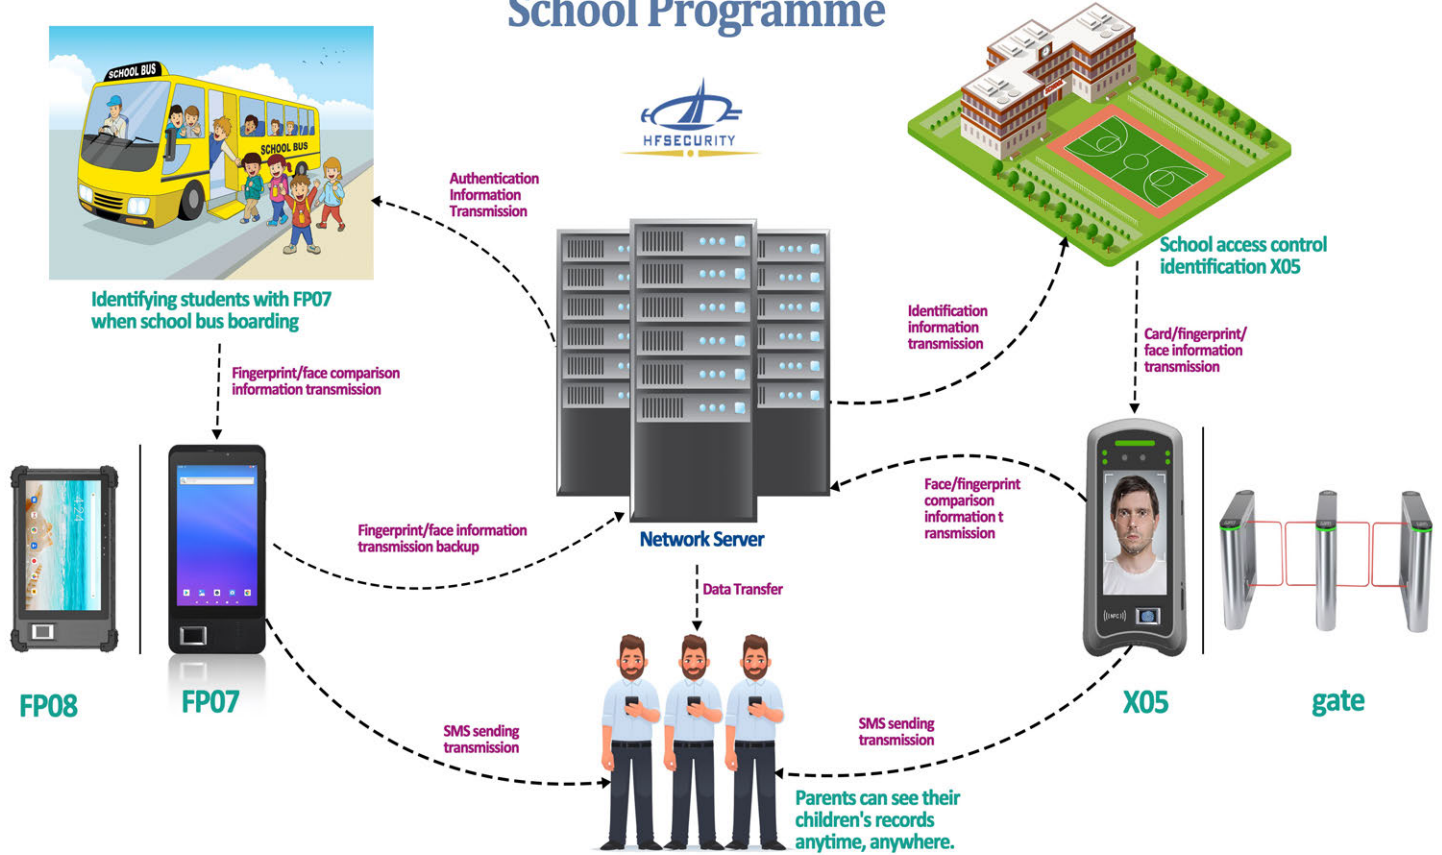 School Programme
SCHOOL BUS
SCHOOL BUS
HFSECURITY
Authentication
Information
Transmission
Identifying students with FP07
when school bus boarding
School access control
identification X05
Identification
information
transmission
Card/fingerprint/
face information
transmission
Fingerprint/face comparison
information transmission
Fingerprint/face information
transmission backup
Network Server
Face/fingerprint
comparison
information t
ransmission
Data Transfer
4:24
((·NFC·))
FP08
FP07
X05
gate
SMS sending
transmission
SMS sending
transmission
Parents can see their
children's records
anytime, anywhere.